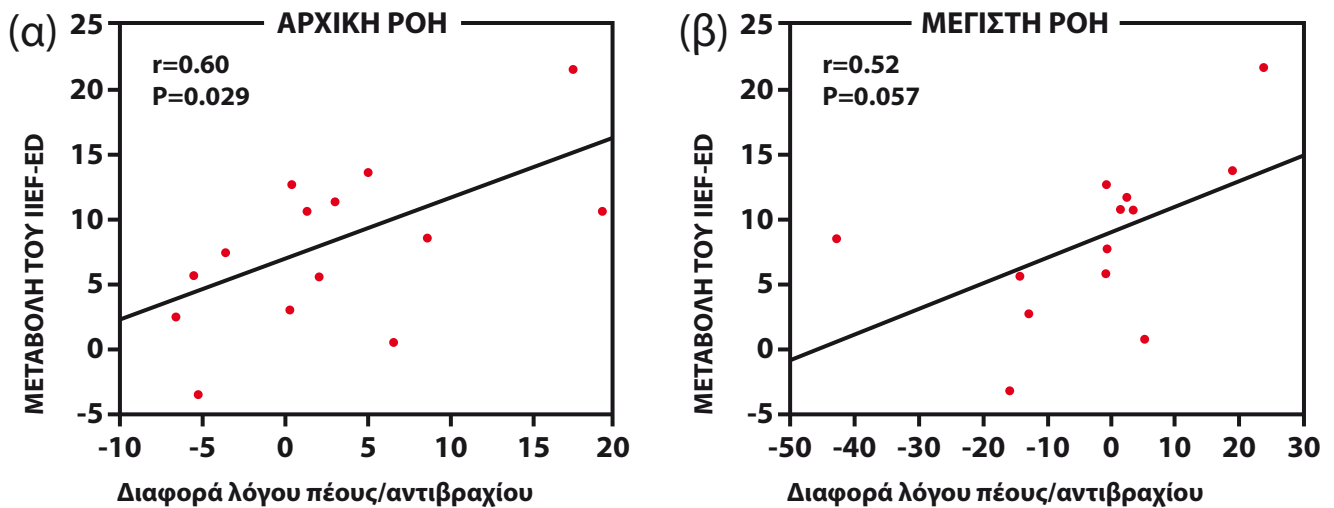 (α)
ΑΡΧΙΚΗ ΡΟΗ
r=0.60
P=0.029
ΜΕΤΑΒΟΛΗ ΤΟΥ IIEF-ED
25
20
15
10
5
0
-5
-10 -5 0 5 10 15 20
Διαφορά λόγου πέους/αντιβραχίου
(β)
ΜΕΓΙΣΤΗ ΡΟΗ
r=0.52
P=0.057
ΜΕΤΑΒΟΛΗ ΤΟΥ IIEF-ED
25
20
15
10
5
0
-5
-50 -40 -30 -20 -10 0 10 20 30
Διαφορά λόγου πέους/αντιβραχίου